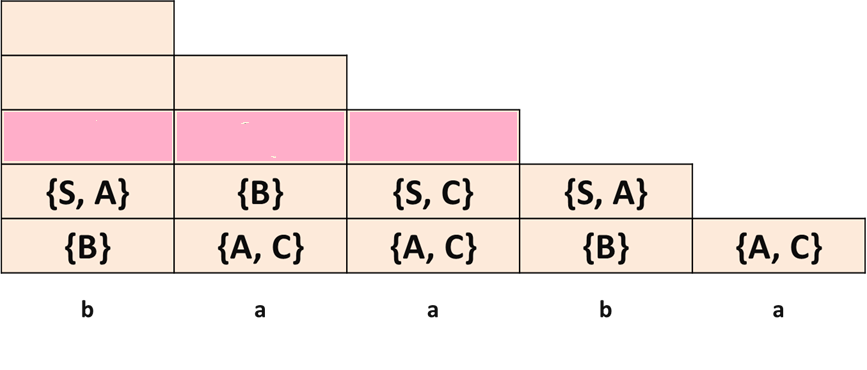 {S, A} {B} {S, C} {S, A}
{B} {A, C} {A, C} {B} {A, C}
b a a b a